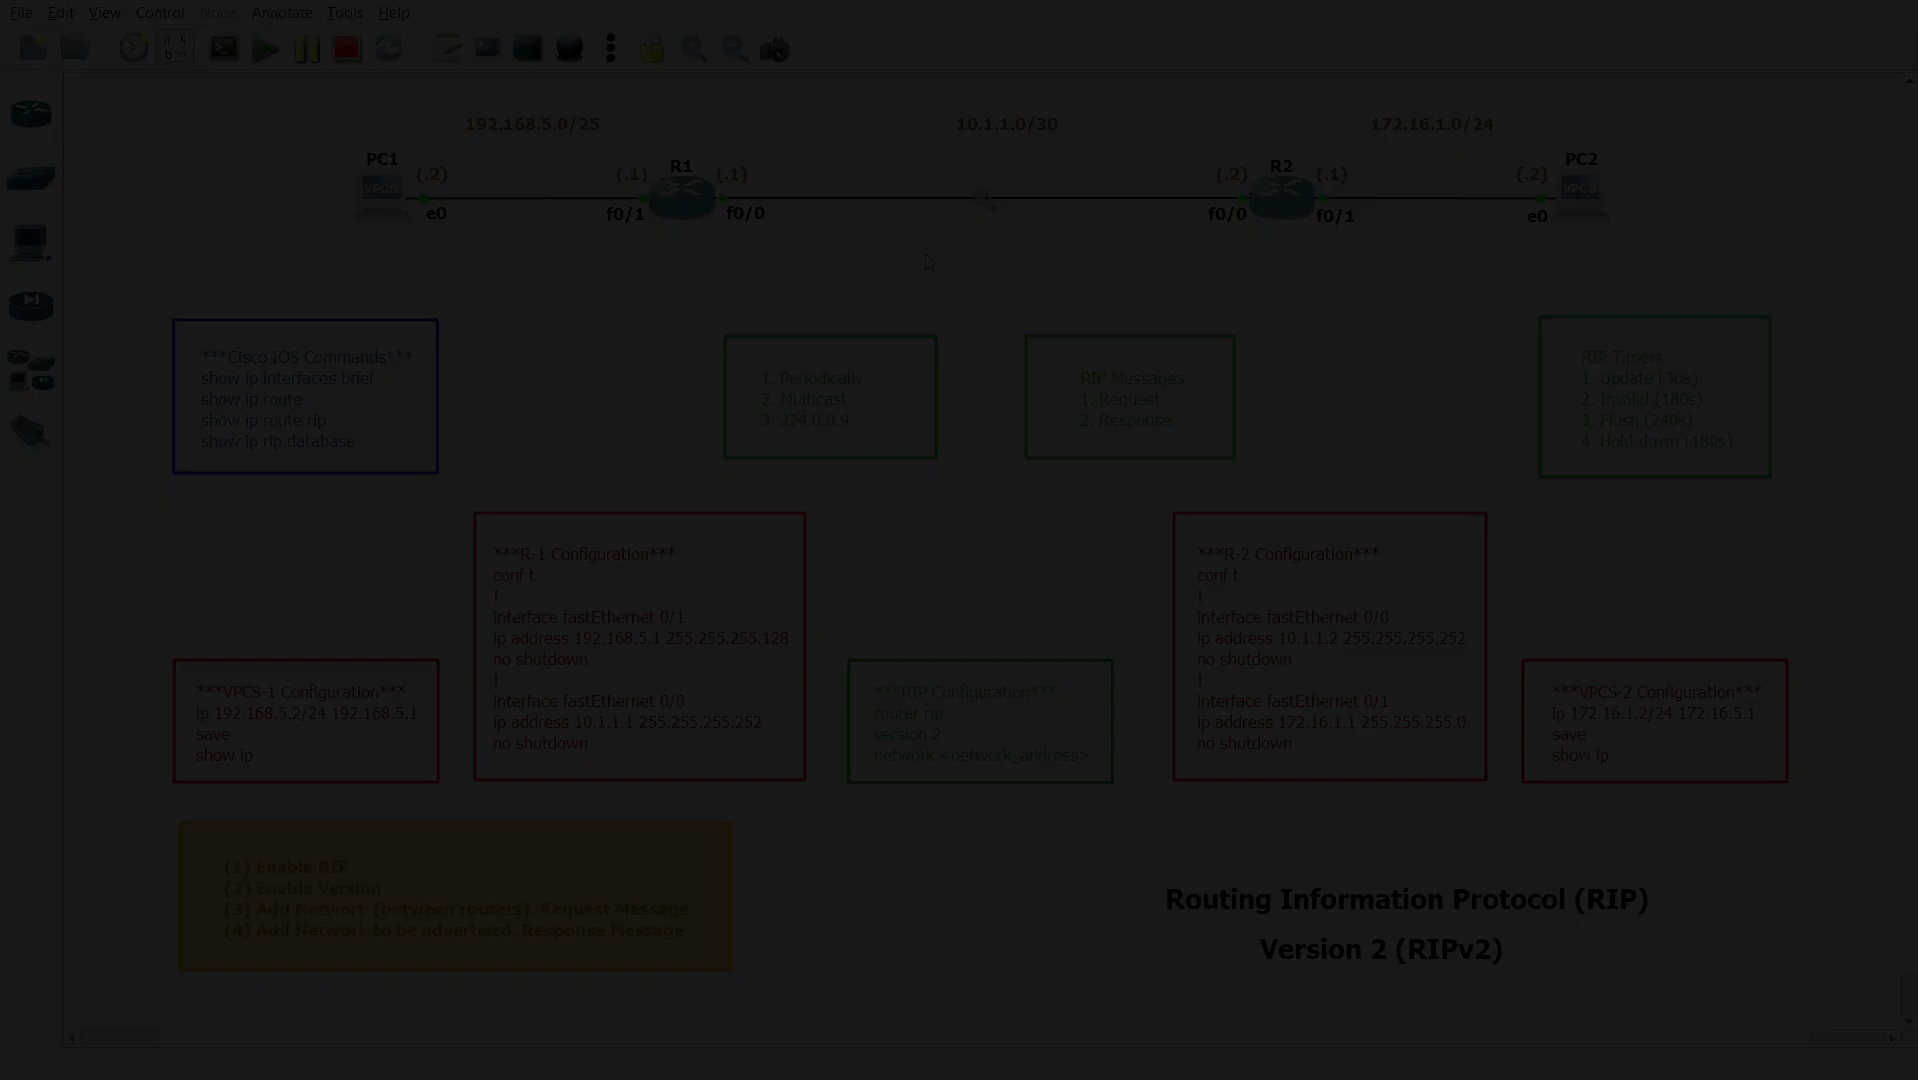 File Edit View Control Node Annotate Tools Help
192.168.5.0/25
10.1.1.0/30
172.16.1.0/24
PC1
R1
R2
PC2
(.2)
(.1)
(.1)
(.2)
(.1)
(.2)
VPCS
VPCS
e0
f0/1
f0/0
f0/0
f0/1
e0
***Cisco IOS Commands***
show ip interfaces brief
show ip route
show ip route rip
show ip rip database
1. Periodically
2. Multicast
3. 224.0.0.9
RIP Messages
1. Request
2. Response
RIP Timers
1. Update (30s)
2. Invalid (180s)
3. Flush (240s)
4. Hold-down (180s)
***R-1 Configuration***
conf t
!
interface fastEthernet 0/1
ip address 192.168.5.1 255.255.255.128
no shutdown
!
interface fastEthernet 0/0
ip address 10.1.1.1 255.255.255.252
no shutdown
***R-2 Configuration***
conf t
!
interface fastEthernet 0/0
ip address 10.1.1.2 255.255.255.252
no shutdown
!
interface fastEthernet 0/1
ip address 172.16.1.1 255.255.255.0
no shutdown
***VPCS-1 Configuration***
ip 192.168.5.2/24 192.168.5.1
save
show ip
***RIP Configuration***
router rip
version 2
network <network_address>
***VPCS-2 Configuration***
ip 172.16.1.2/24 172.16.5.1
save
show ip
(1) Enable RIP
(2) Enable Version
(3) Add Network (between routers). Request Message
(4) Add Network to be advertised. Response Message
Routing Information Protocol (RIP)
Version 2 (RIPv2)